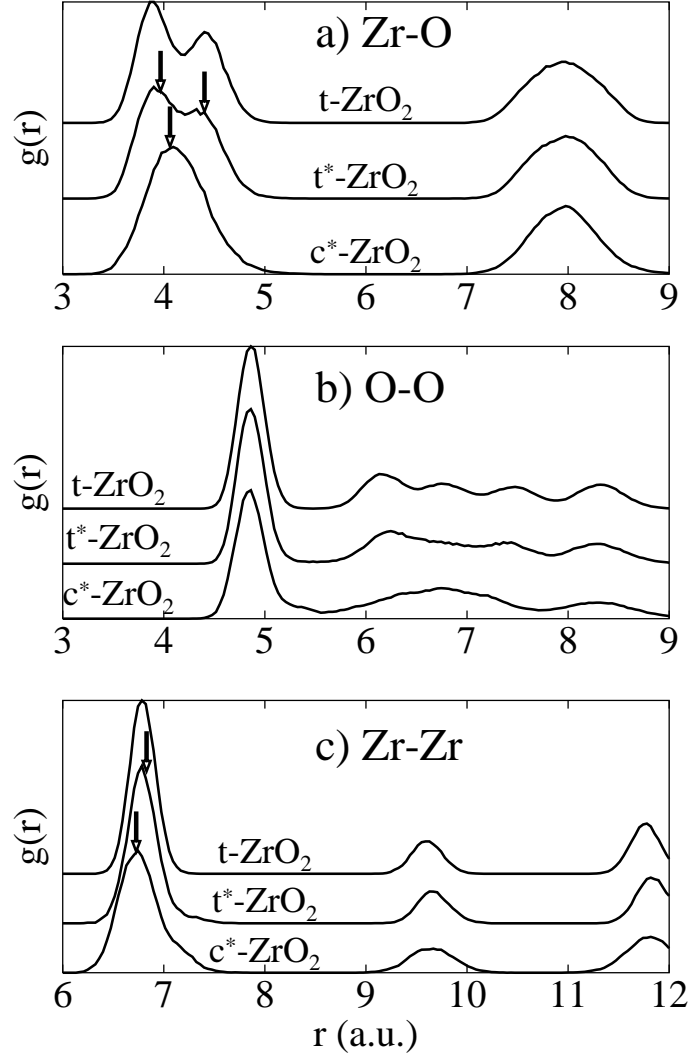 a) Zr-O
g(r)
t-ZrO2
t*-ZrO2
c*-ZrO2
3 4 5 6 7 8 9
b) O-O
g(r)
t-ZrO2
t*-ZrO2
c*-ZrO2
3 4 5 6 7 8 9
c) Zr-Zr
g(r)
t-ZrO2
t*-ZrO2
c*-ZrO2
6 7 8 9 10 11 12
r (a.u.)